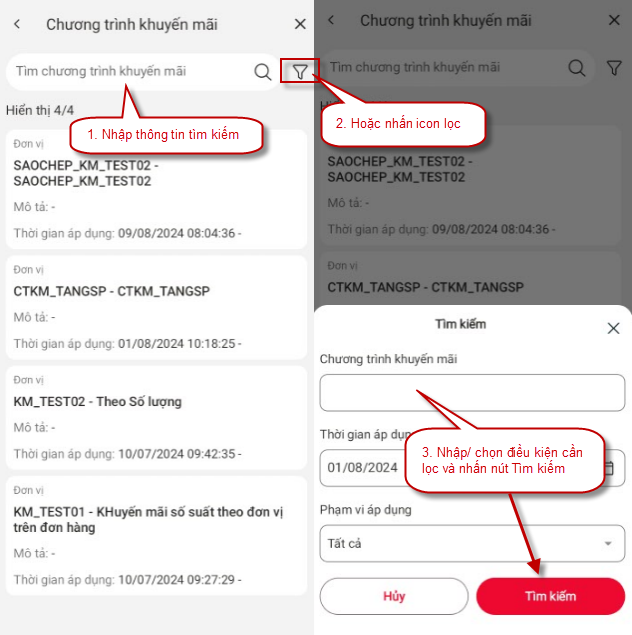 Chương trình khuyến mãi
Tìm chương trình khuyến mãi
Hiển thị 4/4
1. Nhập thông tin tìm kiếm
Đơn vị
SAOCHEP_KM_TEST02 -
SAOCHEP_KM_TEST02
Mô tả: -
Thời gian áp dụng: 09/08/2024 08:04:36 -
Đơn vị
CTKM_TANGSP - CTKM_TANGSP
Mô tả: -
Thời gian áp dụng: 01/08/2024 10:18:25 -
Đơn vị
KM_TEST02 - Theo Số lượng
Mô tả: -
Thời gian áp dụng: 10/07/2024 09:42:35 -
Đơn vị
KM_TEST01 - KHuyến mãi số suất theo đơn vị
trên đơn hàng
Mô tả: -
Thời gian áp dụng: 10/07/2024 09:27:29 -
Chương trình khuyến mãi
Tìm chương trình khuyến mãi
2. Hoặc nhấn icon lọc
SAOCHEP_KM_TEST02 -
SAOCHEP_KM_TEST02
Mô tả: -
Thời gian áp dụng: 09/08/2024 08:04:36 -
Đơn vị
CTKM_TANGSP - CTKM_TANGSP
Tìm kiếm
Chương trình khuyến mãi
Thời gian áp dụn
3. Nhập/ chọn điều kiện cần
lọc và nhấn nút Tìm kiếm
01/08/2024
Phạm vi áp dụng
Tất cả
Hủy
Tìm kiếm